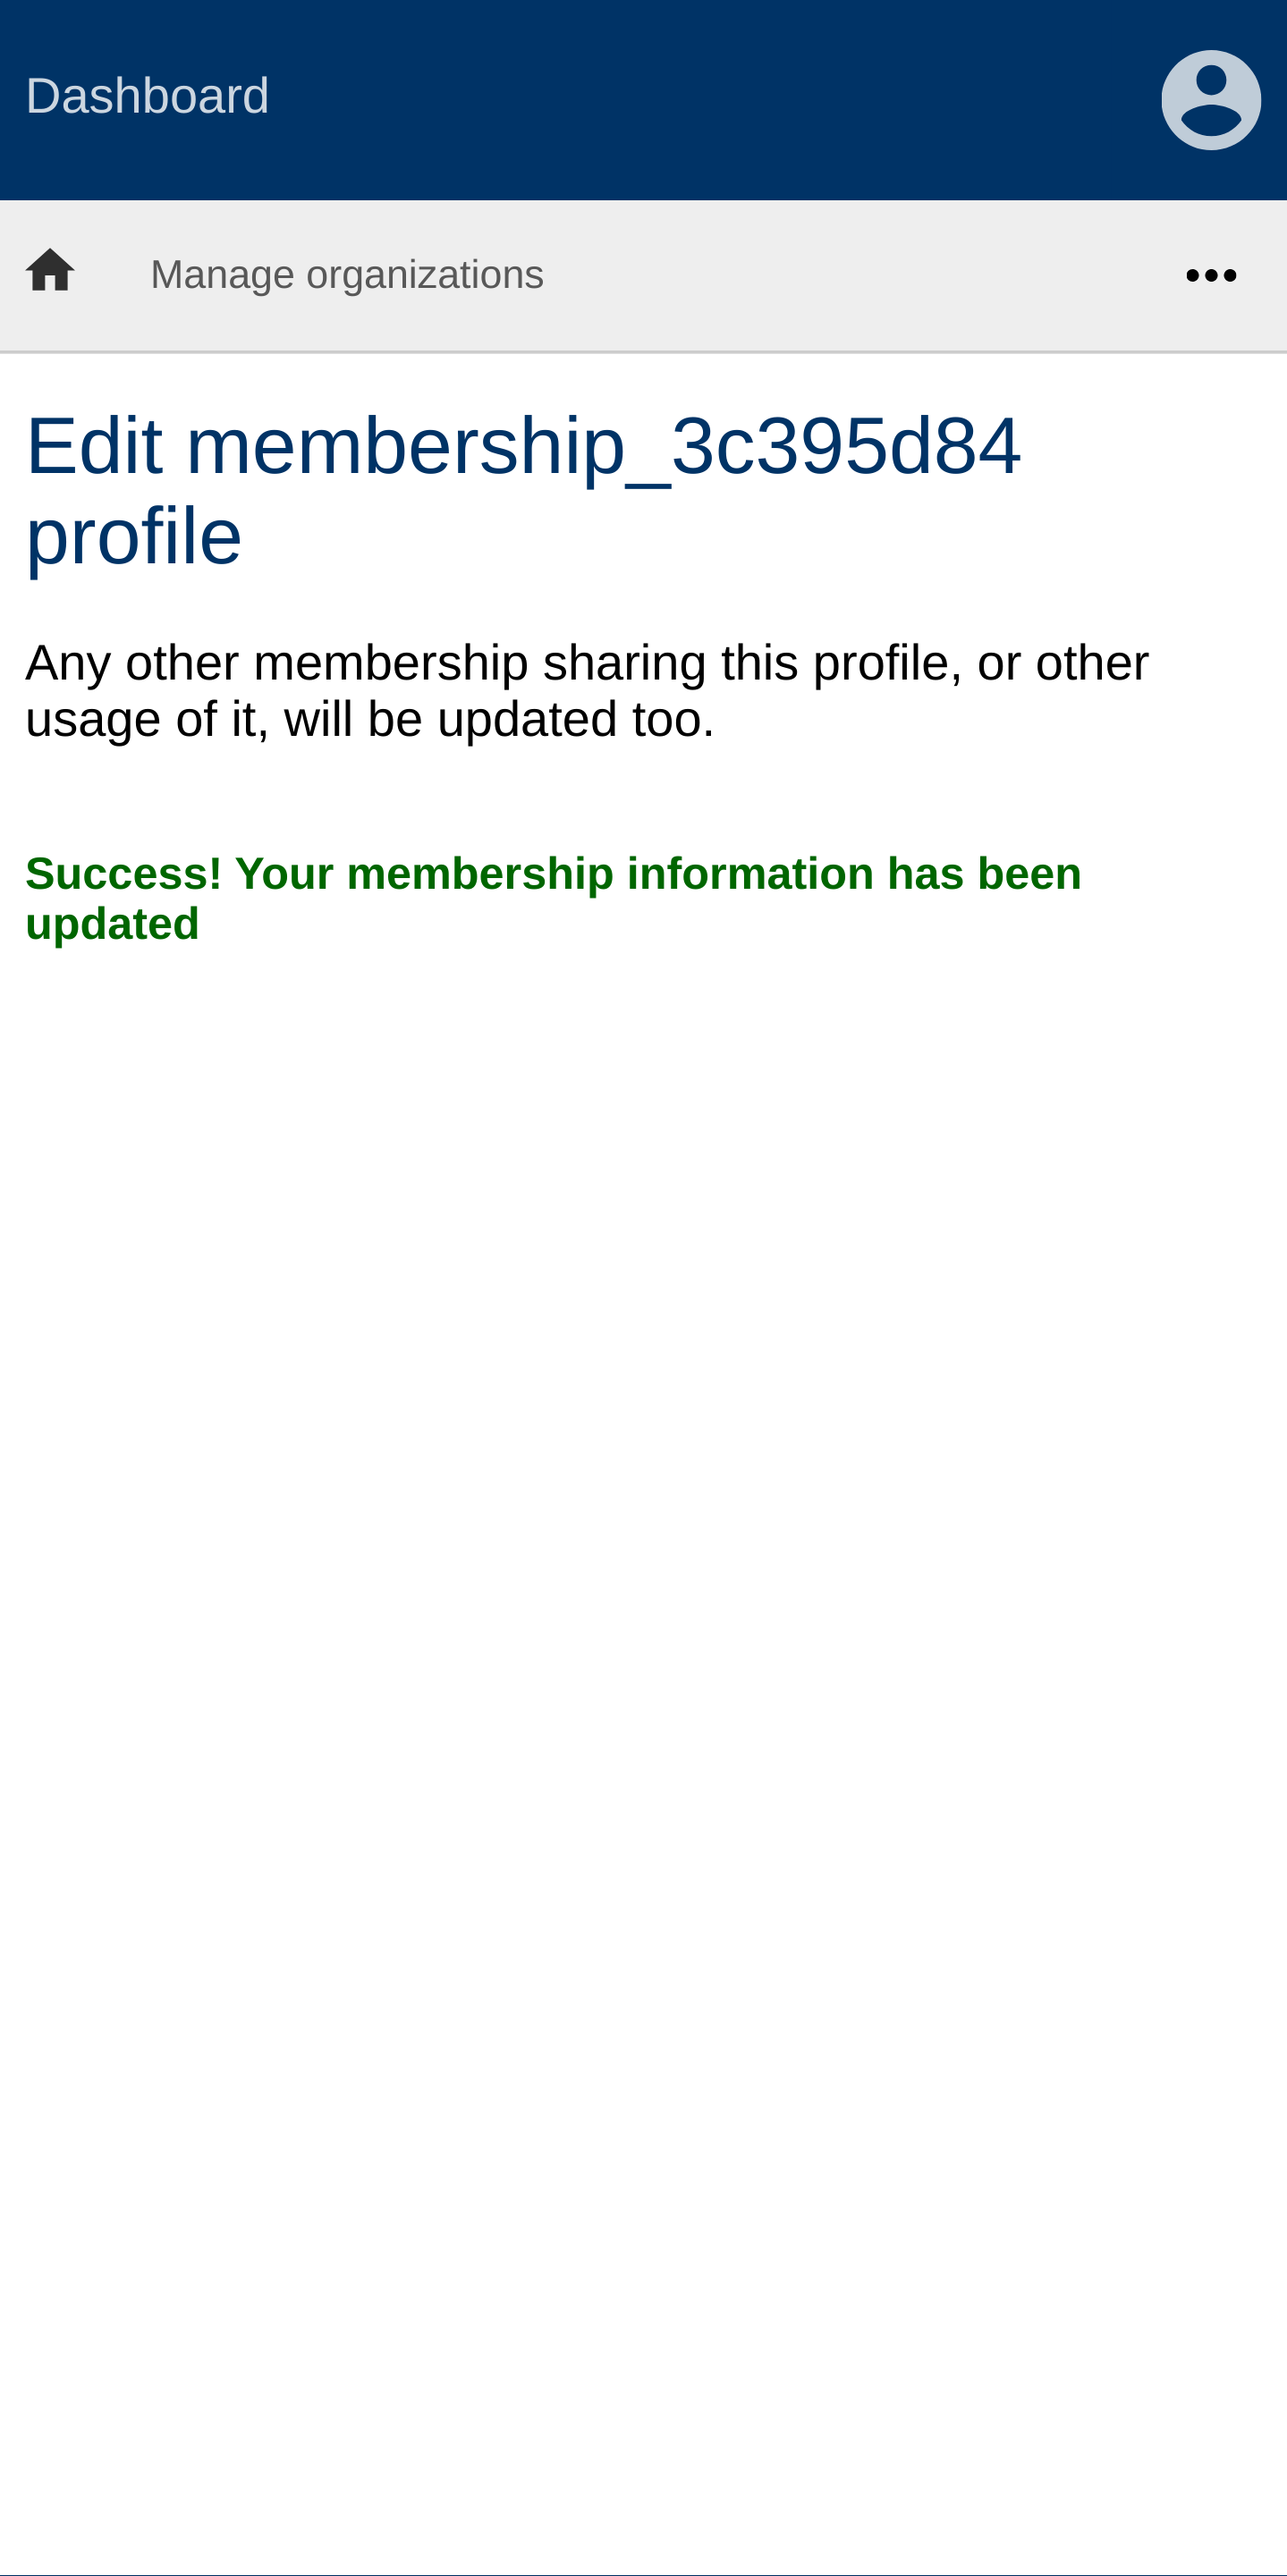 Dashboard
Manage organizations
Edit membership_3c395d84
profile
Any other membership sharing this profile, or other
usage of it, will be updated too.
Success! Your membership information has been
updated